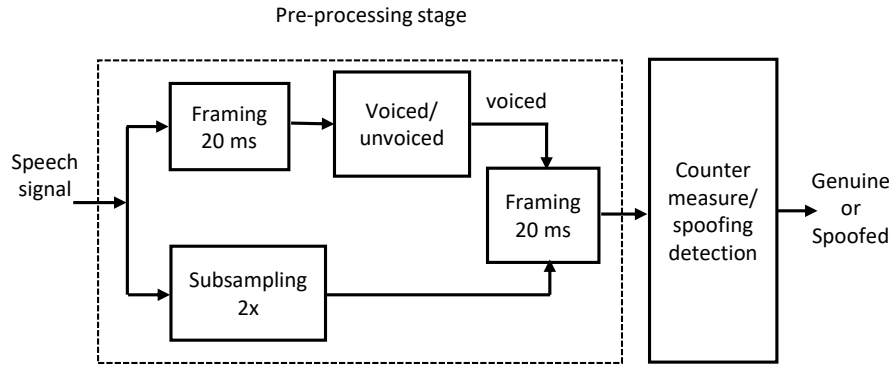 Pre-processing stage
Speech
signal
Framing
20 ms
Voiced/
unvoiced
voiced
Subsampling
2x
Framing
20 ms
Counter
measure/
spoofing
detection
Genuine
or
Spoofed